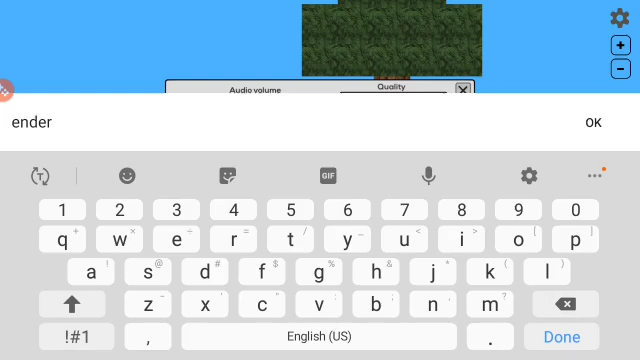 Audio volume Quality
ender OK
GIF
1 2 3 4 5 6 7 8 9 0
q + w × e ÷ r = t / y _ u < i > o [ p ]
a ! s @ d # f $ g % h & j * k ( l )
z - x ' c " v : b ; n , m ?
!#1 , English (US) . Done